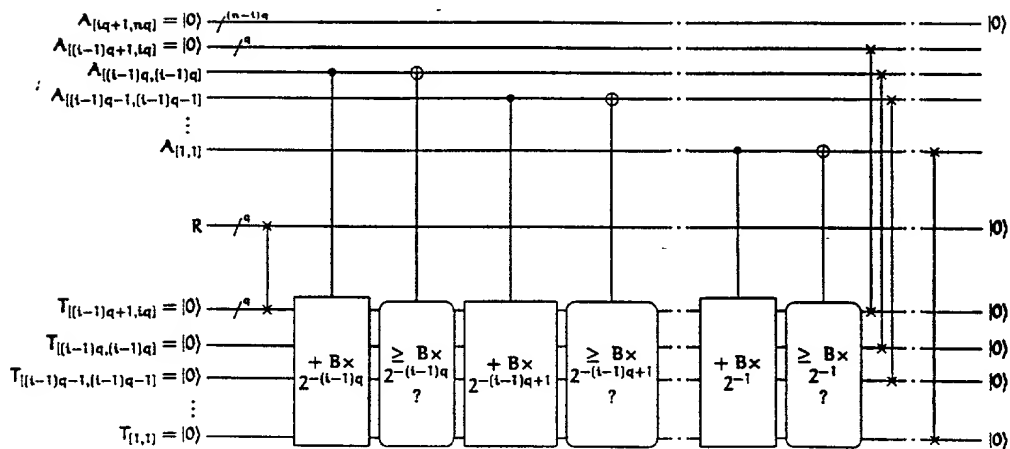 A[iq+1,nq] = |0⟩ (n−i)q |0⟩
A[(i−1)q+1,iq] = |0⟩ q
A[(i−1)q,(i−1)q]
A[(i−1)q−1,(i−1)q−1]
⋮
A[1,1]
R q |0⟩
T[(i−1)q+1,iq] = |0⟩ q |0⟩
T[(i−1)q,(i−1)q] = |0⟩ |0⟩
T[(i−1)q−1,(i−1)q−1] = |0⟩ |0⟩
⋮
T[1,1] = |0⟩ |0⟩
+ B×
2^−(i−1)q
≥ B×
2^−(i−1)q
?
+ B×
2^−(i−1)q+1
≥ B×
2^−(i−1)q+1
?
+ B×
2^−1
≥ B×
2^−1
?